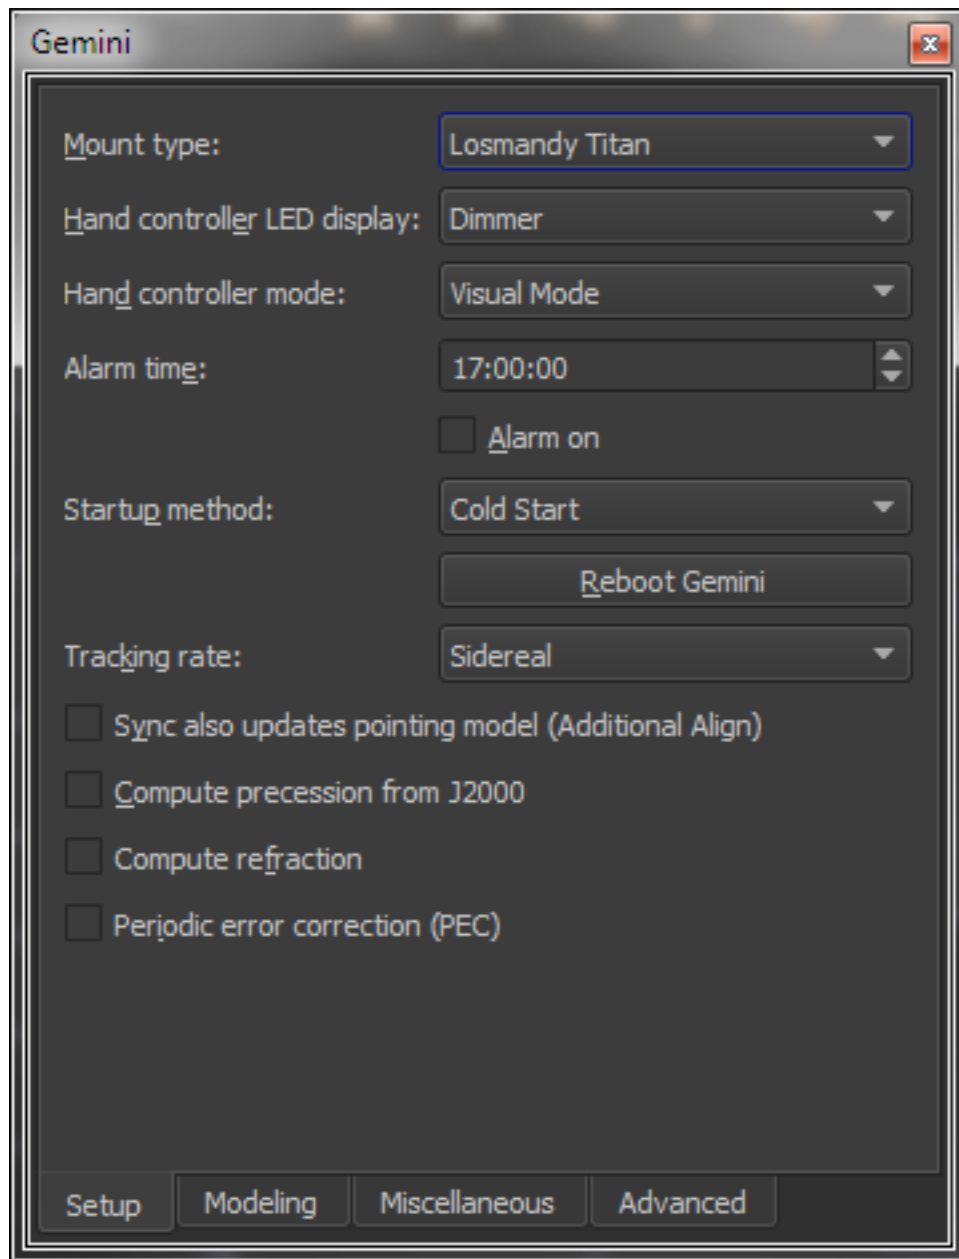 Gemini
Mount type: Losmandy Titan
Hand controller LED display: Dimmer
Hand controller mode: Visual Mode
Alarm time: 17:00:00
Alarm on
Startup method: Cold Start
Reboot Gemini
Tracking rate: Sidereal
Sync also updates pointing model (Additional Align)
Compute precession from J2000
Compute refraction
Periodic error correction (PEC)
Setup Modeling Miscellaneous Advanced